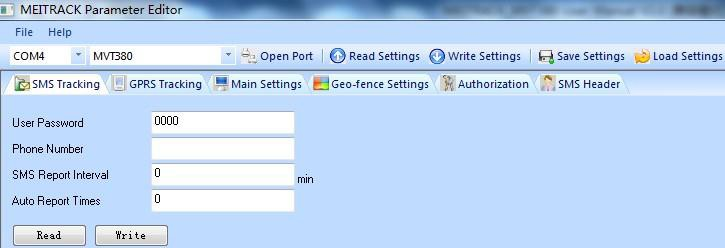 MEITRACK Parameter Editor
File Help
COM4 MVT380 Open Port Read Settings Write Settings Save Settings Load Settings
SMS Tracking GPRS Tracking Main Settings Geo-fence Settings Authorization SMS Header
User Password 0000
Phone Number
SMS Report Interval 0 min
Auto Report Times 0
Read Write